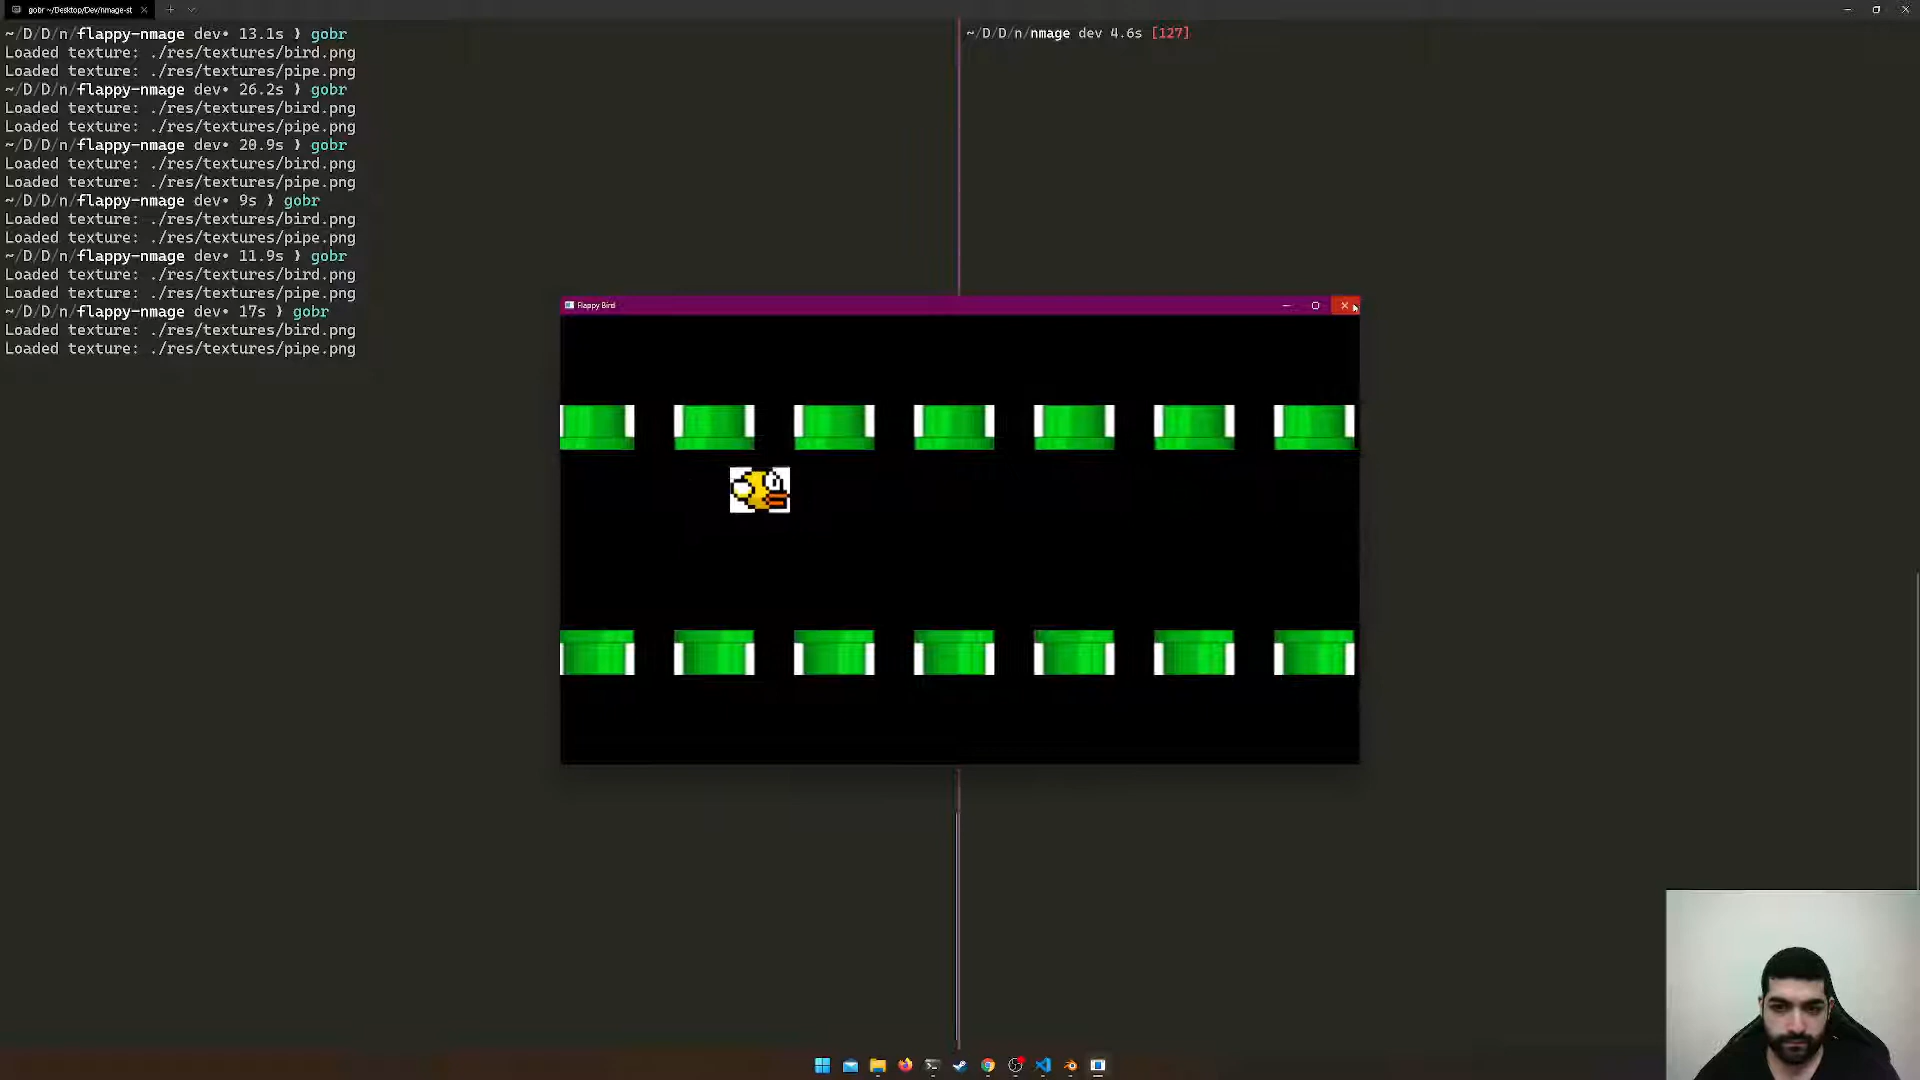 gobr ~/Desktop/Dev/nmage-st
~/D/D/n/flappy-nmage dev• 13.1s ❯ gobr
Loaded texture: ./res/textures/bird.png
Loaded texture: ./res/textures/pipe.png
~/D/D/n/flappy-nmage dev• 26.2s ❯ gobr
Loaded texture: ./res/textures/bird.png
Loaded texture: ./res/textures/pipe.png
~/D/D/n/flappy-nmage dev• 20.9s ❯ gobr
Loaded texture: ./res/textures/bird.png
Loaded texture: ./res/textures/pipe.png
~/D/D/n/flappy-nmage dev• 9s ❯ gobr
Loaded texture: ./res/textures/bird.png
Loaded texture: ./res/textures/pipe.png
~/D/D/n/flappy-nmage dev• 11.9s ❯ gobr
Loaded texture: ./res/textures/bird.png
Loaded texture: ./res/textures/pipe.png
~/D/D/n/flappy-nmage dev• 17s ❯ gobr
Loaded texture: ./res/textures/bird.png
Loaded texture: ./res/textures/pipe.png
~/D/D/n/nmage dev 4.6s [127]
Flappy Bird